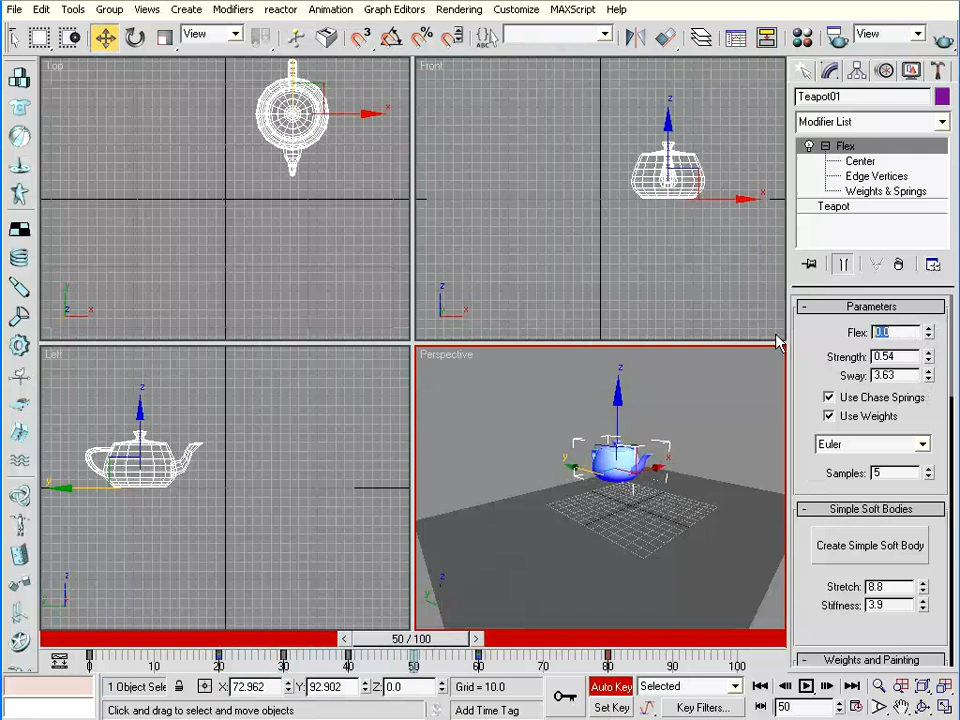 File Edit Tools Group Views Create Modifiers reactor Animation Graph Editors Rendering Customize MAXScript Help
View 3 % {} ABC View
Top
x
y
z x
Front
z
x
z
x
Teapot01
Modifier List
Flex
Center
Edge Vertices
Weights & Springs
Teapot
Parameters
Flex: 0.0
Strength: 0.54
Sway: 3.63
Use Chase Springs
Use Weights
Euler
Samples: 5
Simple Soft Bodies
Create Simple Soft Body
Stretch: 8.8
Stiffness: 3.9
Weights and Painting
Left
z
y
z
y
Perspective
z
y x
z
y
50 / 100
0 10 20 30 40 50 60 70 80 90 100
1 Object Sele X: 72.962 Y: 92.902 Z: 0.0 Grid = 10.0 Auto Key Selected
Click and drag to select and move objects Add Time Tag Set Key Key Filters... 50